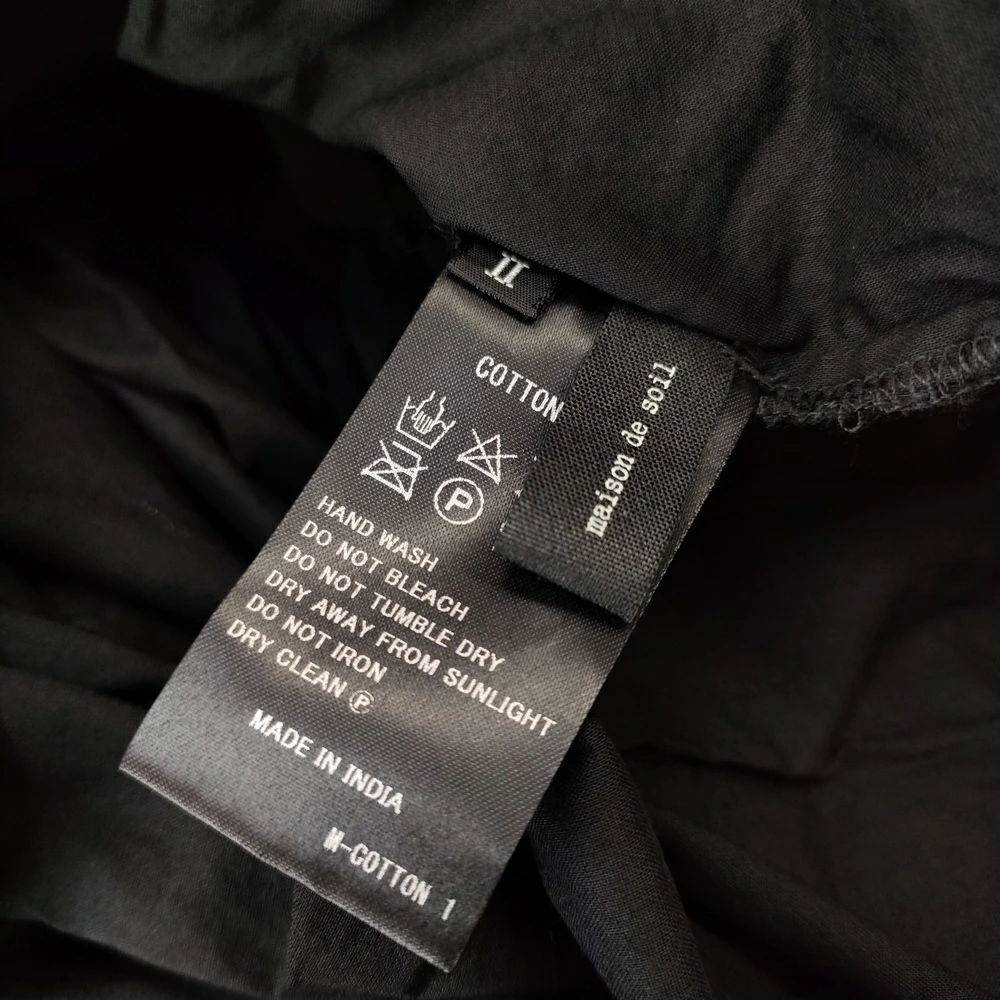 II
COTTON
maison de soil
P
HAND WASH
DO NOT BLEACH
DO NOT TUMBLE DRY
DRY AWAY FROM SUNLIGHT
DO NOT IRON
DRY CLEAN Ⓟ
MADE IN INDIA
M-COTTON 1